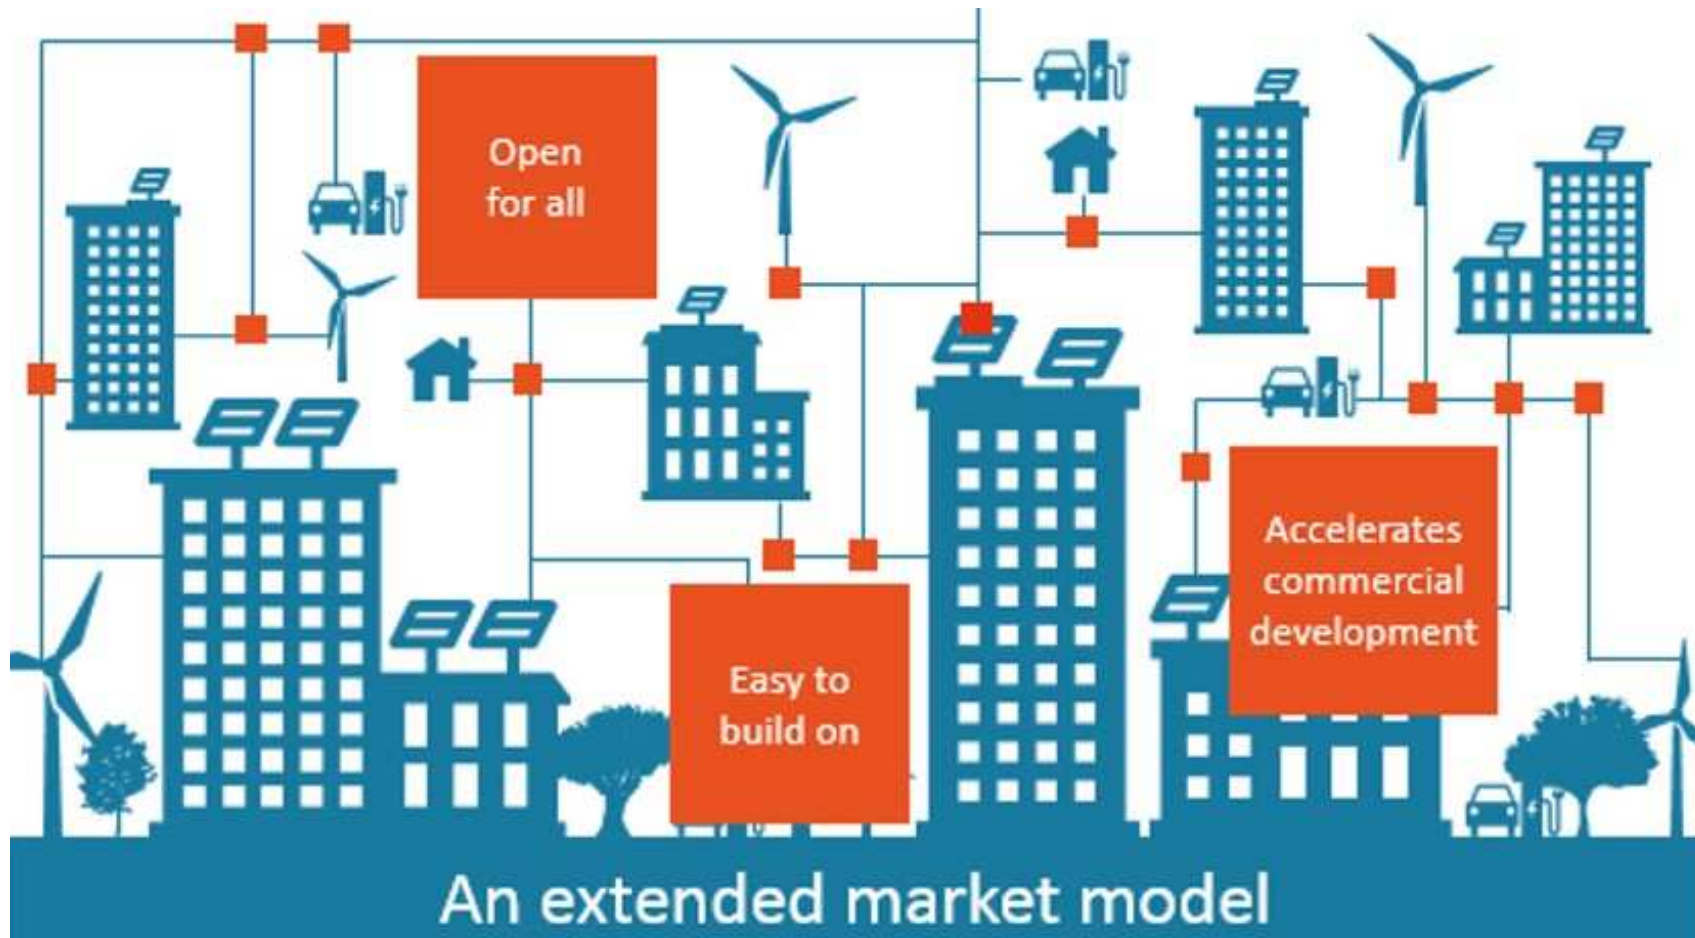 Open
for all
Accelerates
commercial
development
Easy to
build on
An extended market model